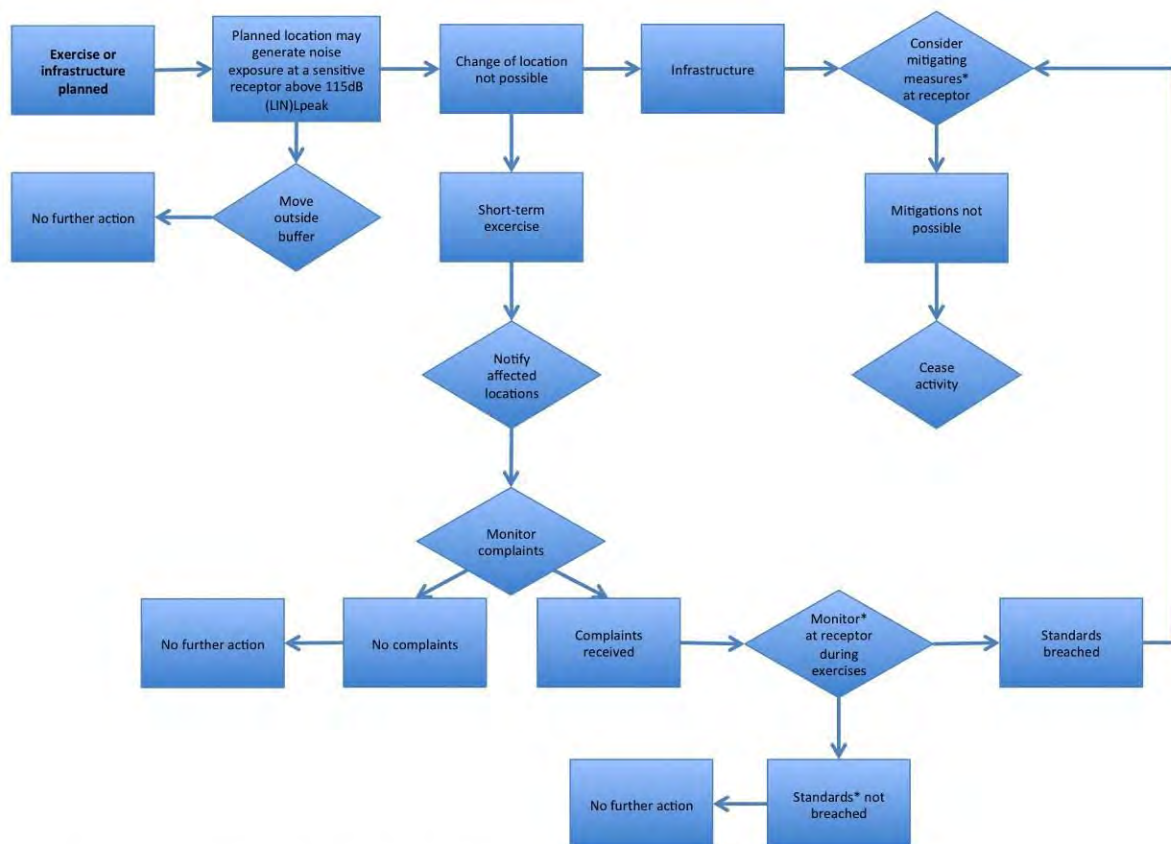 Exercise or
infrastructure
planned
Planned location may
generate noise
exposure at a sensitive
receptor above 115dB
(LIN)Lpeak
Change of location
not possible
Infrastructure
Consider
mitigating
measures*
at receptor
No further action
Move
outside
buffer
Short-term
excercise
Mitigations not
possible
Notify
affected
locations
Cease
activity
Monitor
complaints
No further action
No complaints
Complaints
received
Monitor*
at receptor
during
exercises
Standards
breached
No further action
Standards* not
breached